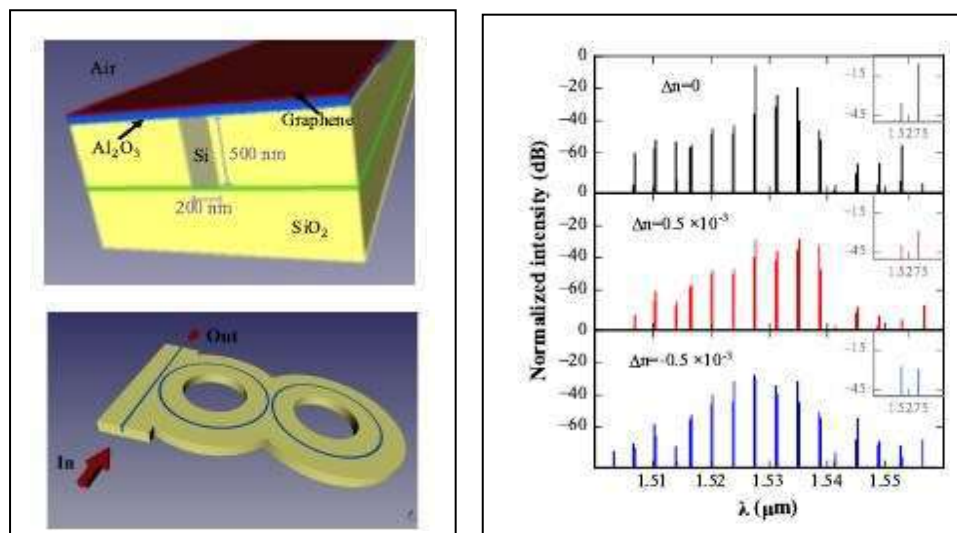 Air
Graphene
Al₂O₃
Si
500 nm
200 nm
SiO₂
Out
In
Normalized intensity (dB)
0
-20
-40
-60
Δn=0
-15
-45
1.5275
0
-20
-40
-60
Δn=0.5 ×10⁻³
-15
-45
1.5275
0
-20
-40
-60
Δn=-0.5 ×10⁻³
-15
-45
1.5275
1.51 1.52 1.53 1.54 1.55
λ (μm)